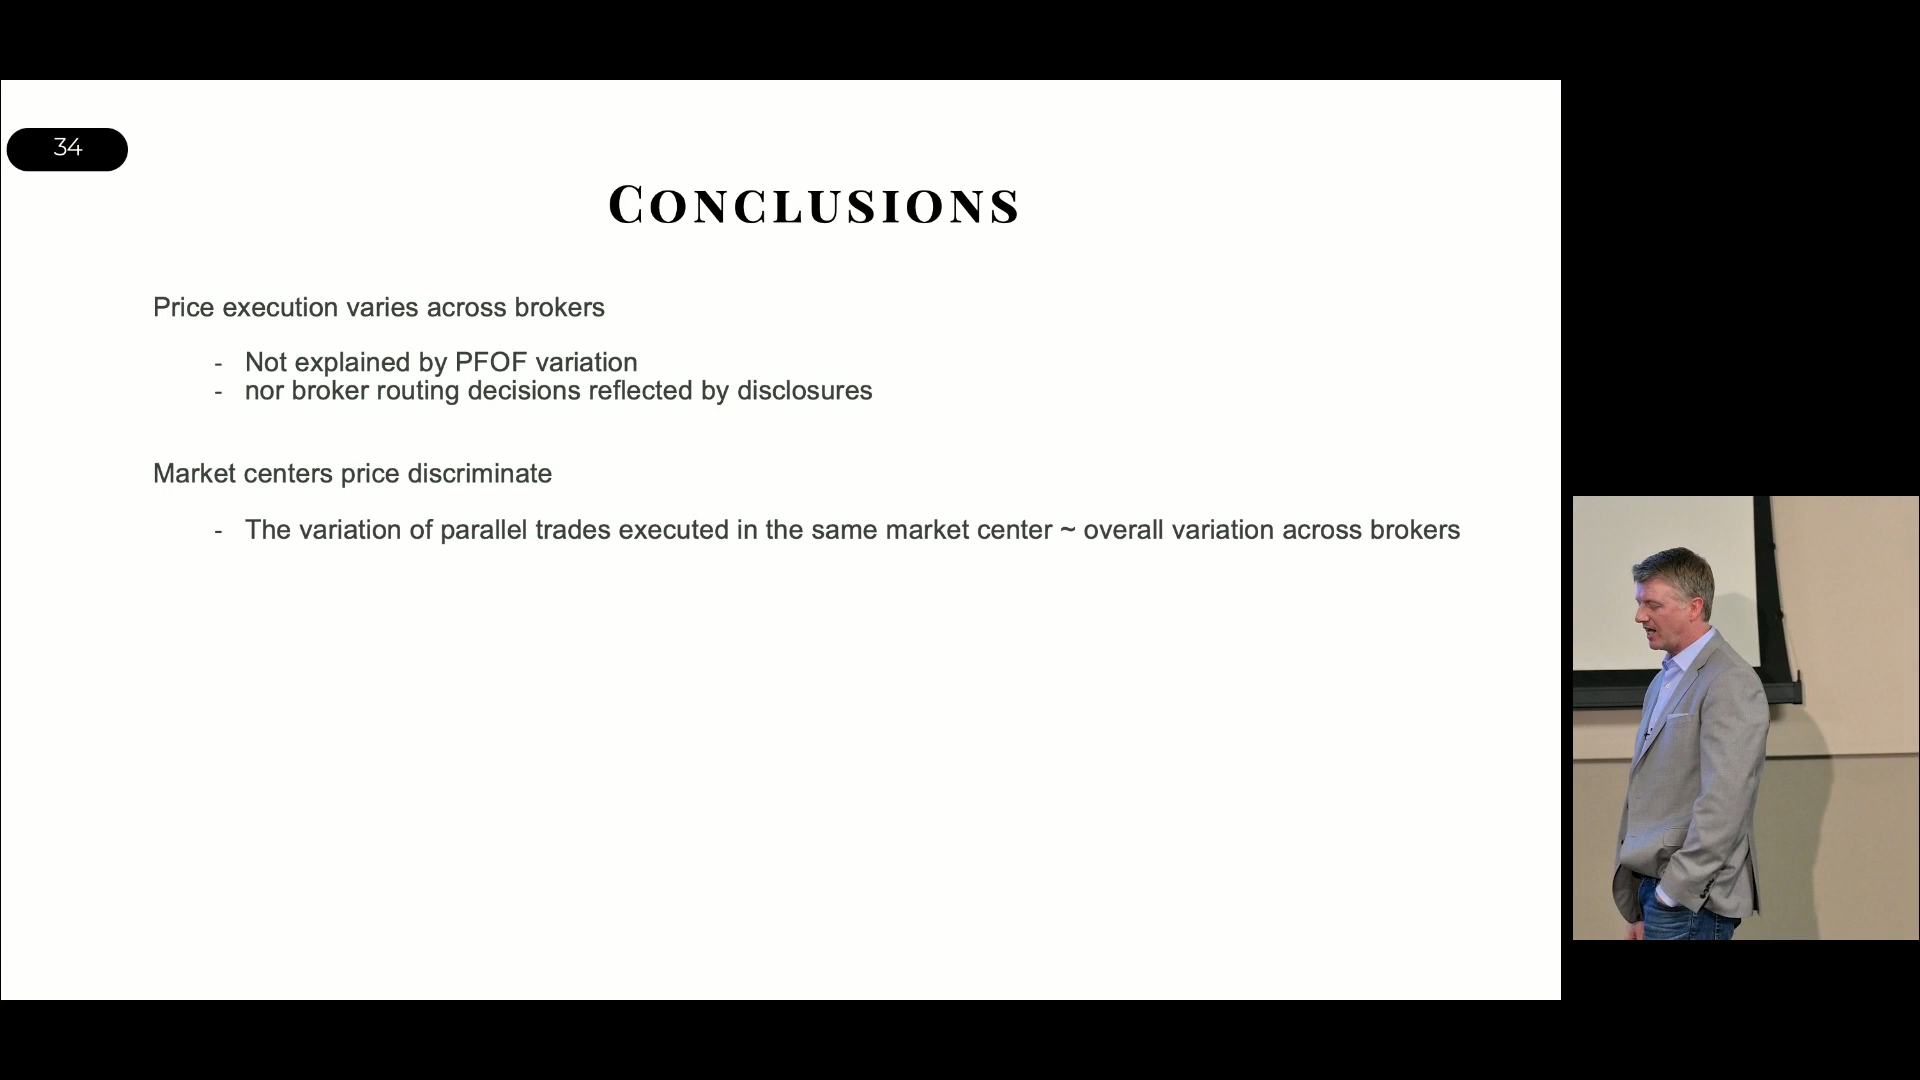 34
Conclusions
Price execution varies across brokers
- Not explained by PFOF variation
- nor broker routing decisions reflected by disclosures
Market centers price discriminate
- The variation of parallel trades executed in the same market center ~ overall variation across brokers